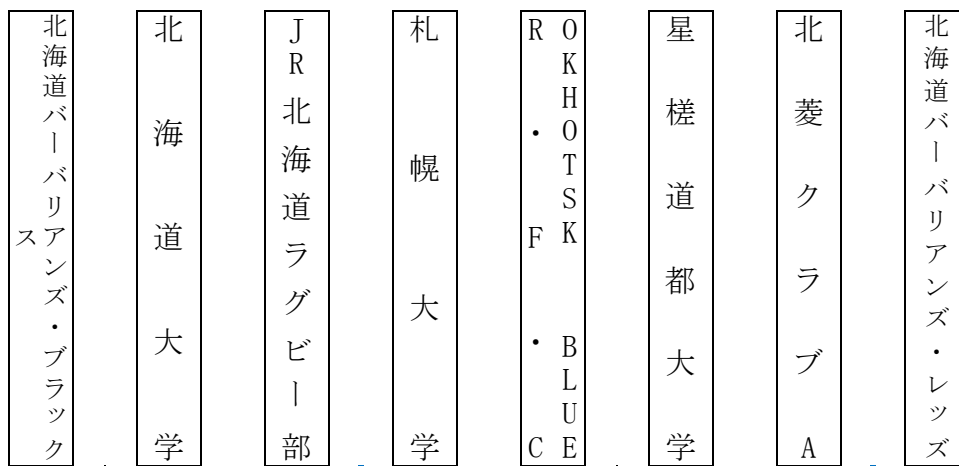 北海道バーバリアンズ・ブラック
ス
北海道大学
JR北海道ラグビー部
札幌大学
OKHOTSK BLUE
R・F・C
星槎道都大学
北菱クラブA
北海道バーバリアンズ・レッズ